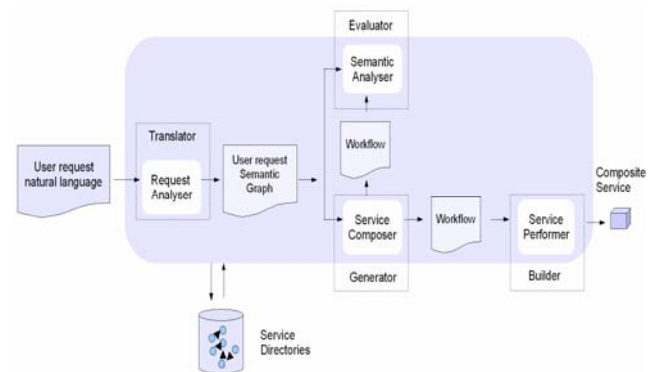 Evaluator
Semantic
Analyser
Translator
User request
natural language
Request
Analyser
User request
Semantic
Graph
Workflow
Service
Composer
Generator
Workflow
Service
Performer
Builder
Composite
Service
Service
Directories